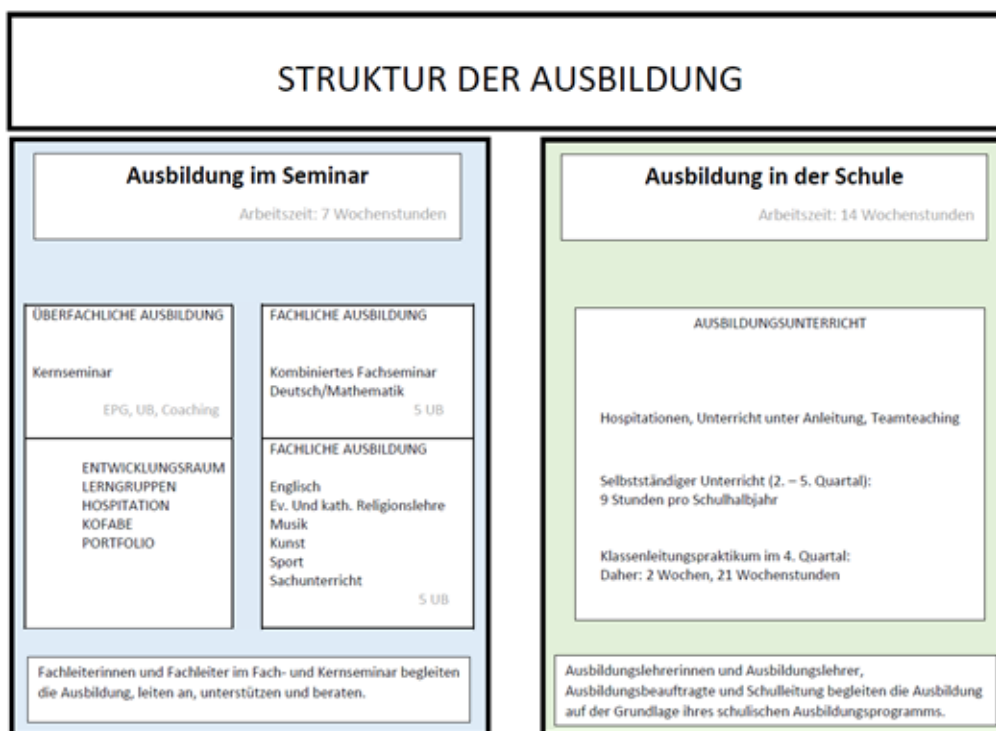 STRUKTUR DER AUSBILDUNG
Ausbildung im Seminar
Arbeitszeit: 7 Wochenstunden
ÜBERFACHLICHE AUSBILDUNG
Kernseminar
EPG, UB, Coaching
FACHLICHE AUSBILDUNG
Kombiniertes Fachseminar
Deutsch/Mathematik
5 UB
ENTWICKLUNGSRAUM
LERNGRUPPEN
HOSPITATION
KOFABE
PORTFOLIO
FACHLICHE AUSBILDUNG
Englisch
Ev. Und kath. Religionslehre
Musik
Kunst
Sport
Sachunterricht
5 UB
Fachleiterinnen und Fachleiter im Fach- und Kernseminar begleiten
die Ausbildung, leiten an, unterstützen und beraten.
Ausbildung in der Schule
Arbeitszeit: 14 Wochenstunden
AUSBILDUNGSUNTERRICHT
Hospitationen, Unterricht unter Anleitung, Teamteaching
Selbstständiger Unterricht (2. – 5. Quartal):
9 Stunden pro Schulhalbjahr
Klassenleitungspraktikum im 4. Quartal:
Daher: 2 Wochen, 21 Wochenstunden
Ausbildungslehrerinnen und Ausbildungslehrer,
Ausbildungsbeauftragte und Schulleitung begleiten die Ausbildung
auf der Grundlage ihres schulischen Ausbildungsprogramms.